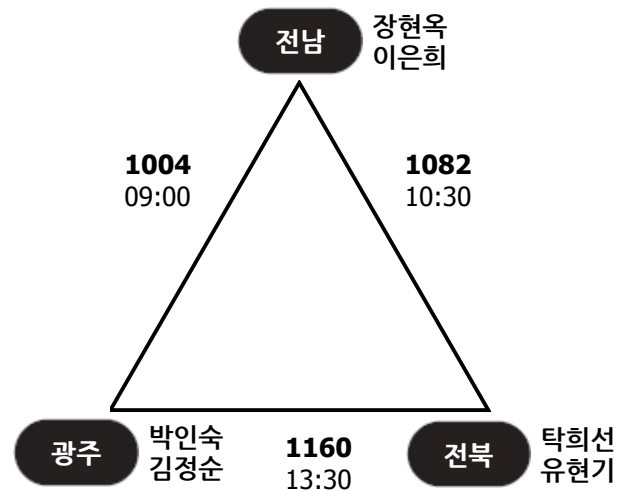 전남
장현옥
이은희
1004
09:00
1082
10:30
광주
박인숙
김정순
1160
13:30
전북
탁희선
유현기